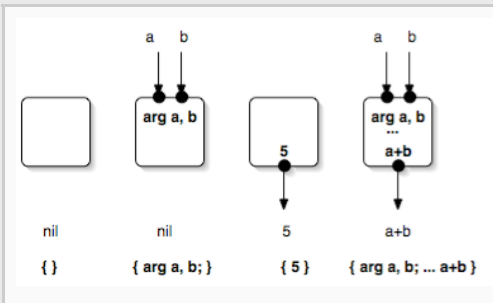 a b a b
arg a, b arg a, b
...
5 a+b
nil nil 5 a+b
{ } { arg a, b; } { 5 } { arg a, b; ... a+b }